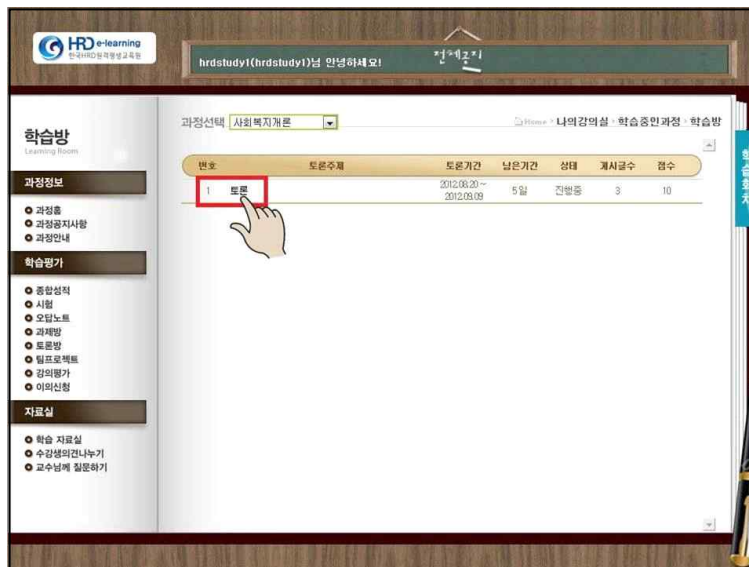 HRD e-learning
한국HRD원격평생교육원
hrdstudy1(hrdstudy1)님 안녕하세요!
전체공지
학습방
Learning Room
과정정보
과정홈
과정공지사항
과정안내
학습평가
종합성적
시험
오답노트
과제방
토론방
팀프로젝트
강의평가
이의신청
자료실
학습 자료실
수강생의견나누기
교수님께 질문하기
과정선택 사회복지개론
Home > 나의강의실 > 학습중인과정 > 학습방
번호 토론주제 토론기간 남은기간 상태 게시글수 점수
1 토론 2012.08.20 ~ 2012.09.09 5일 진행중 3 10
학습회차